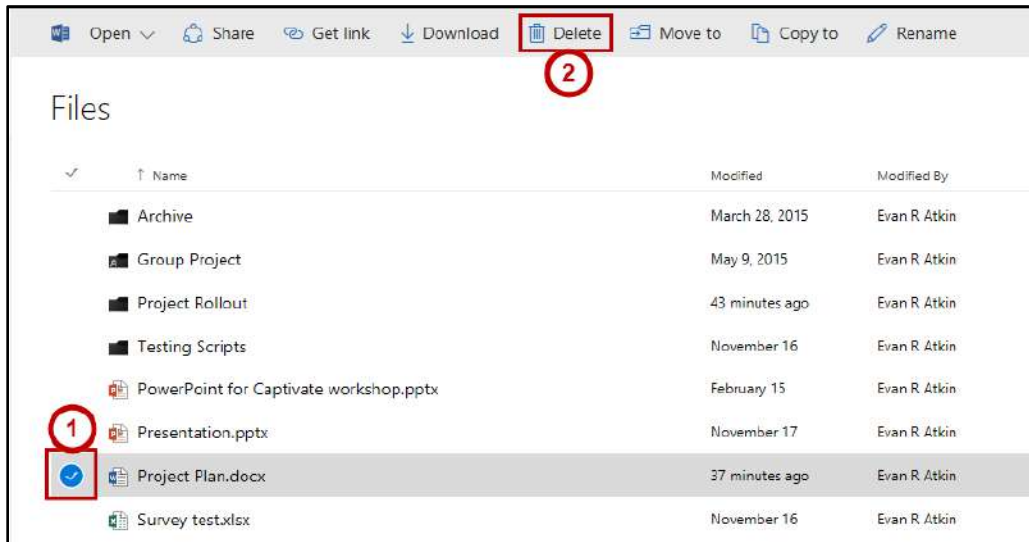 Open Share Get link Download Delete Move to Copy to Rename
2
Files
Name Modified Modified By
Archive March 28, 2015 Evan R Atkin
Group Project May 9, 2015 Evan R Atkin
Project Rollout 43 minutes ago Evan R Atkin
Testing Scripts November 16 Evan R Atkin
PowerPoint for Captivate workshop.pptx February 15 Evan R Atkin
1
Presentation.pptx November 17 Evan R Atkin
Project Plan.docx 37 minutes ago Evan R Atkin
Survey test.xlsx November 16 Evan R Atkin